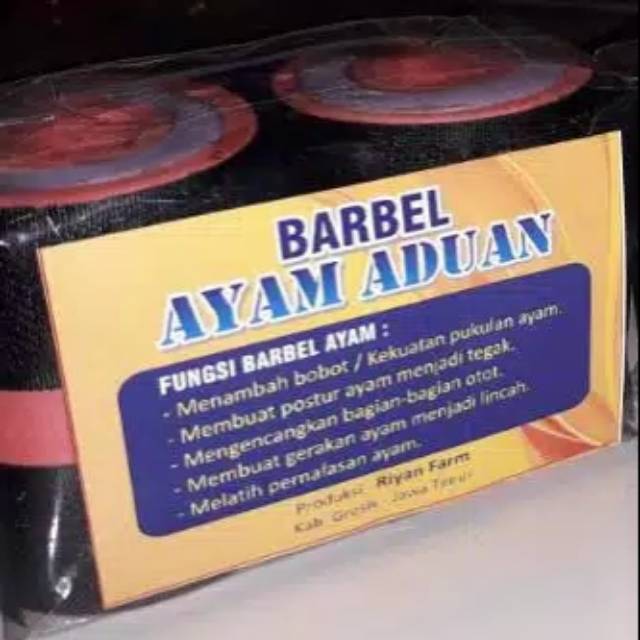 BARBEL
AYAM ADUAN
FUNGSI BARBEL AYAM :
- Menambah bobot / Kekuatan pukulan ayam.
- Membuat postur ayam menjadi tegak.
- Mengencangkan bagian-bagian otot.
- Membuat gerakan ayam menjadi lincah.
- Melatih pernafasan ayam.
Produksi Riyan Farm
Kab. Gresik Jawa Timur